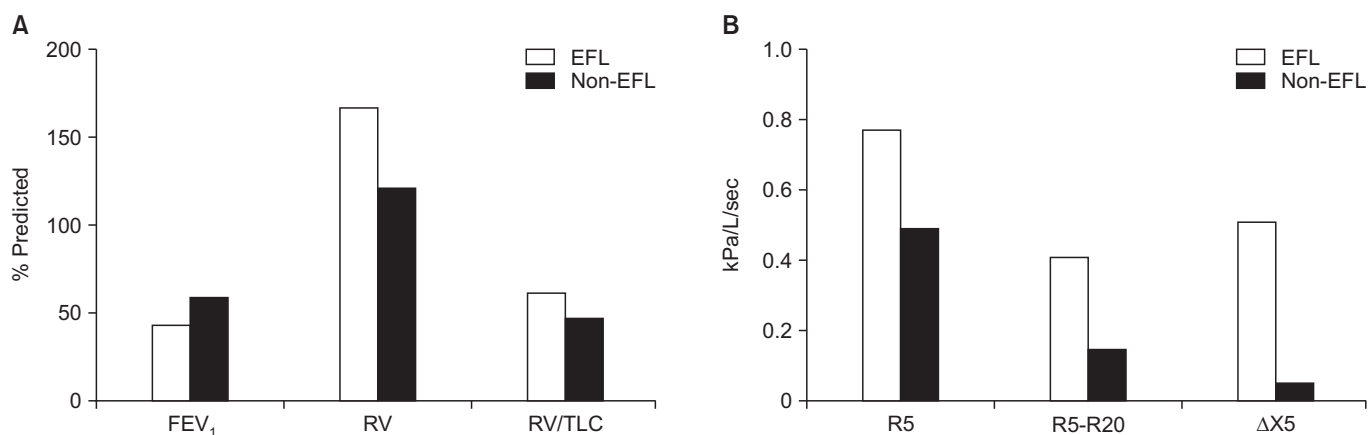 A
200
150
100
50
0
% Predicted
EFL
Non-EFL
FEV₁
RV
RV/TLC
B
1.0
0.8
0.6
0.4
0.2
0
kPa/L/sec
EFL
Non-EFL
R5
R5-R20
ΔX5